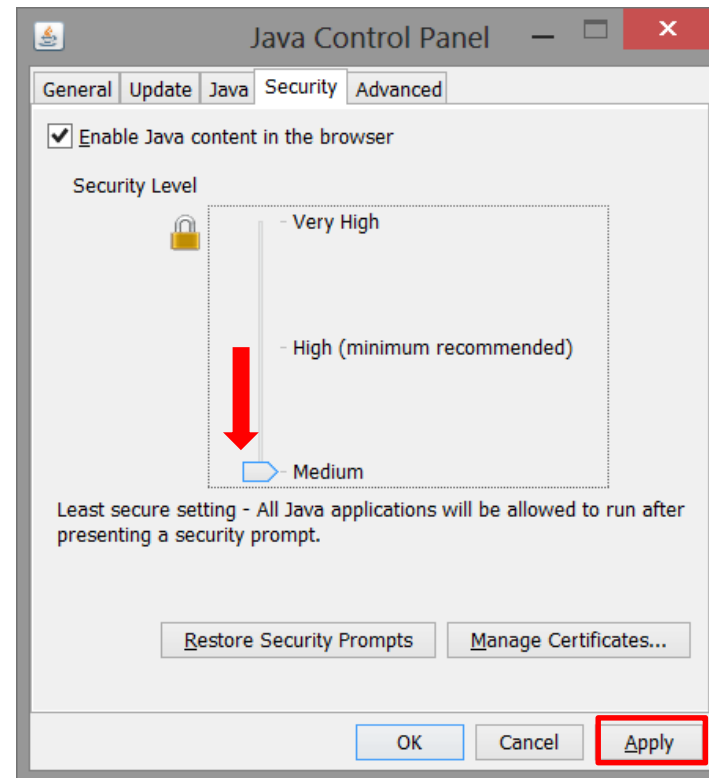 Java Control Panel
General Update Java Security Advanced
Enable Java content in the browser
Security Level
- Very High
- High (minimum recommended)
- Medium
Least secure setting - All Java applications will be allowed to run after
presenting a security prompt.
Restore Security Prompts Manage Certificates...
OK Cancel Apply